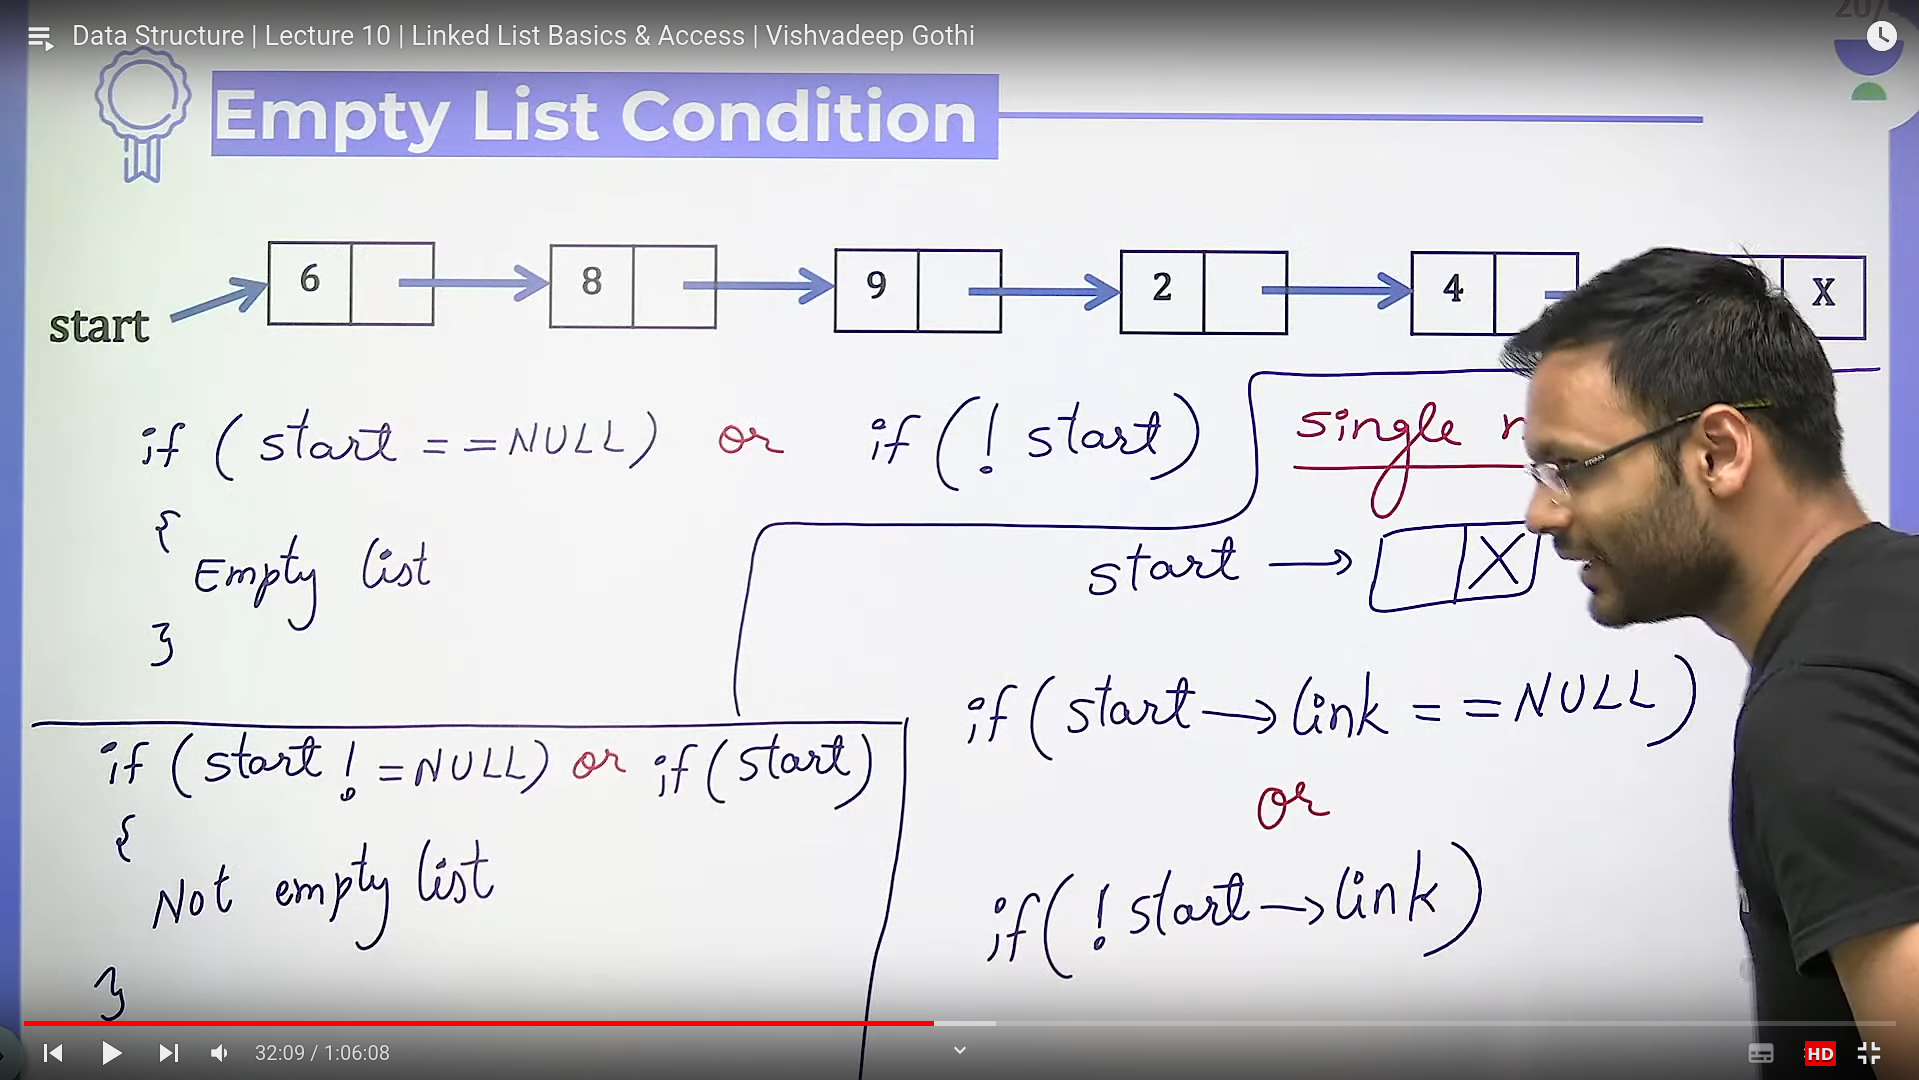 Data Structure | Lecture 10 | Linked List Basics & Access | Vishvadeep Gothi
Empty List Condition
start
6 8 9 2 4 X
if (start == NULL) or if (! start)
{
Empty list
}
if (start != NULL) or if (start)
{
Not empty list
}
single
start → X
if (start → link == NULL)
or
if (! start → link)
32:09 / 1:06:08
HD